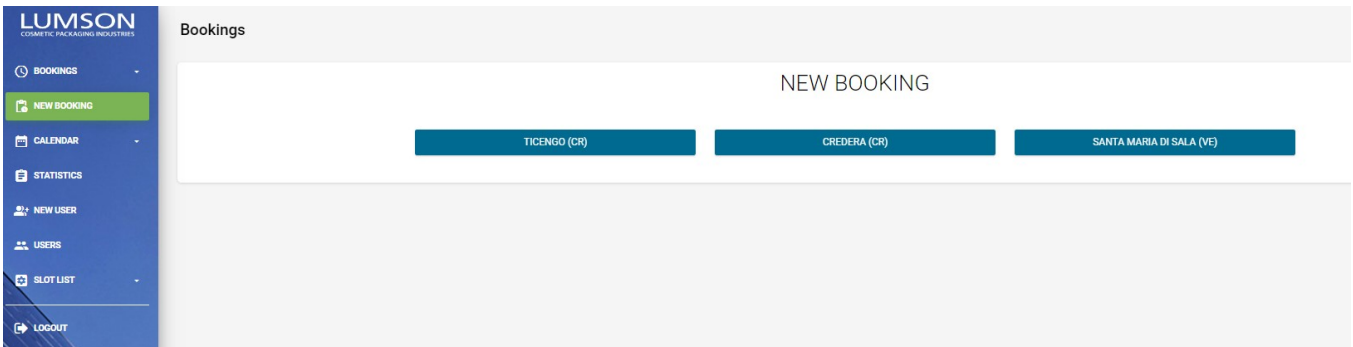 LUMSON
COSMETIC PACKAGING INDUSTRIES
BOOKINGS
NEW BOOKING
CALENDAR
STATISTICS
NEW USER
USERS
SLOT LIST
LOGOUT
Bookings
NEW BOOKING
TICENGO (CR)
CREDERA (CR)
SANTA MARIA DI SALA (VE)